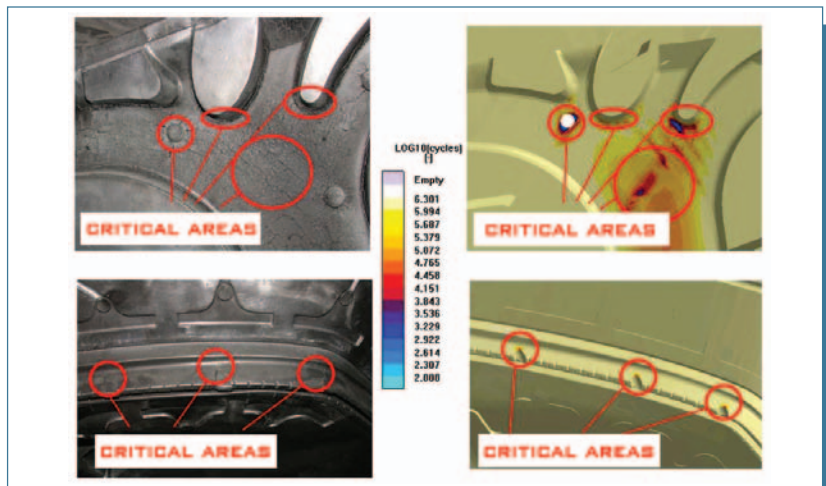 CRITICAL AREAS
LOG10(cycles)
[-]
Empty
6.301
5.994
5.687
5.379
5.072
4.765
4.458
4.151
3.843
3.536
3.229
2.922
2.614
2.307
2.000
CRITICAL AREAS
CRITICAL AREAS
CRITICAL AREAS